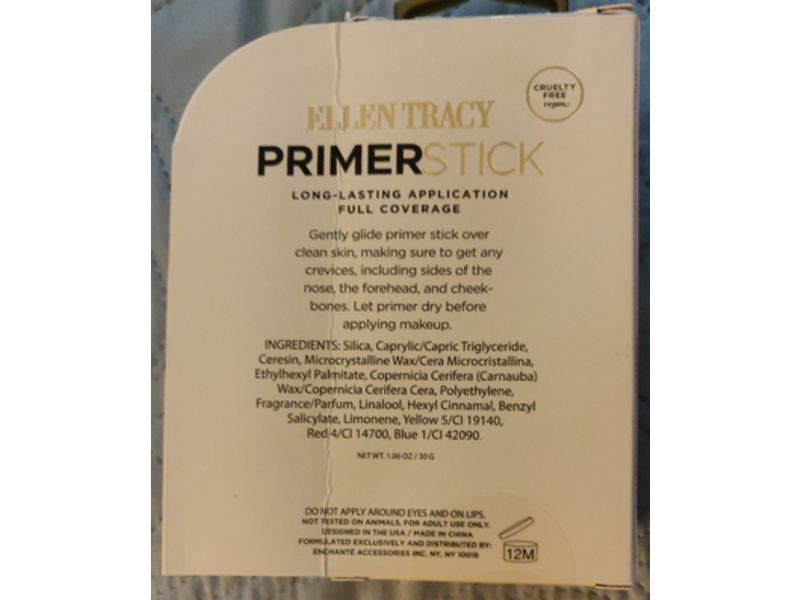 CRUELTY
FREE
vegan
ELLEN TRACY
PRIMERSTICK
LONG-LASTING APPLICATION
FULL COVERAGE
Gently glide primer stick over
clean skin, making sure to get any
crevices, including sides of the
nose, the forehead, and cheek-
bones. Let primer dry before
applying makeup.
INGREDIENTS: Silica, Caprylic/Capric Triglyceride,
Ceresin, Microcrystalline Wax/Cera Microcristallina,
Ethylhexyl Palmitate, Copernicia Cerifera (Carnauba)
Wax/Copernicia Cerifera Cera, Polyethylene,
Fragrance/Parfum, Linalool, Hexyl Cinnamal, Benzyl
Salicylate, Limonene, Yellow 5/CI 19140,
Red 4/CI 14700, Blue 1/CI 42090.
NET WT. 1.06 OZ / 30 G
DO NOT APPLY AROUND EYES AND ON LIPS.
NOT TESTED ON ANIMALS. FOR ADULT USE ONLY.
DESIGNED IN THE USA / MADE IN CHINA
FORMULATED EXCLUSIVELY AND DISTRIBUTED BY:
ENCHANTÉ ACCESSORIES INC. NY, NY 10016
12M